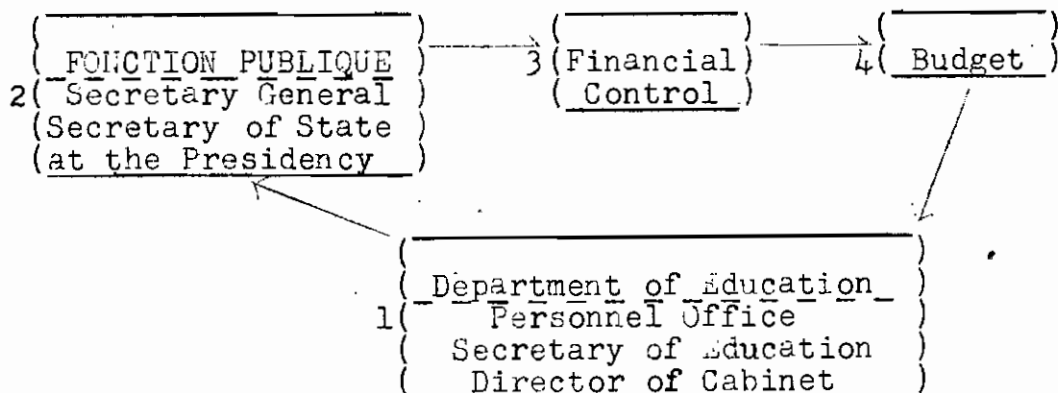 FONCTION PUBLIQUE
2( Secretary General
Secretary of State
at the Presidency
3 Financial
Control
4 Budget
Department of Education
1( Personnel Office
Secretary of Education
Director of Cabinet